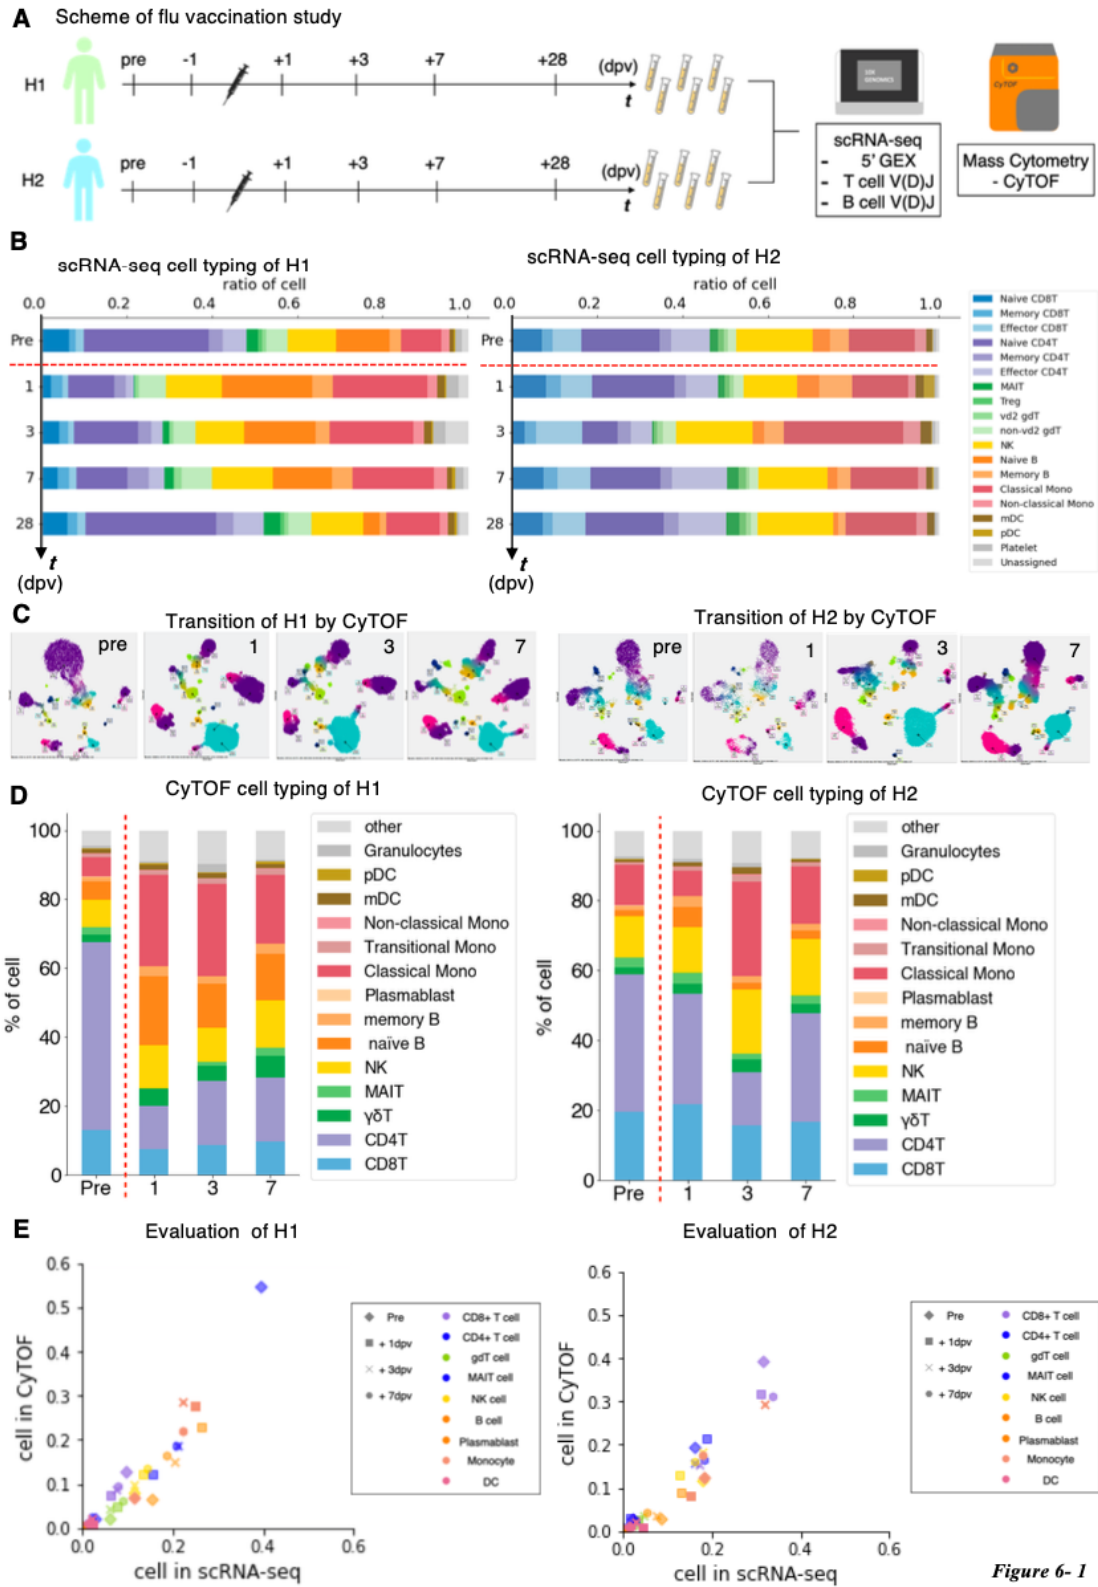 A Scheme of flu vaccination study
H1
pre -1 +1 +3 +7 +28 (dpv)
t
H2
pre -1 +1 +3 +7 +28 (dpv)
t
10X
GENOMICS
CyTOF
scRNA-seq
- 5' GEX
- T cell V(D)J
- B cell V(D)J
Mass Cytometry
- CyTOF
B
scRNA-seq cell typing of H1
ratio of cell
0.0 0.2 0.4 0.6 0.8 1.0
Pre
1
3
7
28
t
(dpv)
scRNA-seq cell typing of H2
ratio of cell
0.0 0.2 0.4 0.6 0.8 1.0
Pre
1
3
7
28
t
(dpv)
Naive CD8T
Memory CD8T
Effector CD8T
Naive CD4T
Memory CD4T
Effector CD4T
MAIT
Treg
vd2 gdT
non-vd2 gdT
NK
Naive B
Memory B
Classical Mono
Non-classical Mono
mDC
pDC
Platelet
Unassigned
C
Transition of H1 by CyTOF
pre 1 3 7
Transition of H2 by CyTOF
pre 1 3 7
D
CyTOF cell typing of H1
% of cell
100
80
60
40
20
0
Pre 1 3 7
other
Granulocytes
pDC
mDC
Non-classical Mono
Transitional Mono
Classical Mono
Plasmablast
memory B
naïve B
NK
MAIT
γδT
CD4T
CD8T
CyTOF cell typing of H2
% of cell
100
80
60
40
20
0
Pre 1 3 7
other
Granulocytes
pDC
mDC
Non-classical Mono
Transitional Mono
Classical Mono
Plasmablast
memory B
naïve B
NK
MAIT
γδT
CD4T
CD8T
E
Evaluation of H1
cell in CyTOF
0.6
0.5
0.4
0.3
0.2
0.1
0.0
0.0 0.2 0.4 0.6
cell in scRNA-seq
Pre
+ 1dpv
+ 3dpv
+ 7dpv
CD8+ T cell
CD4+ T cell
gdT cell
MAIT cell
NK cell
B cell
Plasmablast
Monocyte
DC
Evaluation of H2
cell in CyTOF
0.6
0.5
0.4
0.3
0.2
0.1
0.0
0.0 0.2 0.4 0.6
cell in scRNA-seq
Pre
+ 1dpv
+ 3dpv
+ 7dpv
CD8+ T cell
CD4+ T cell
gdT cell
MAIT cell
NK cell
B cell
Plasmablast
Monocyte
DC
Figure 6- 1